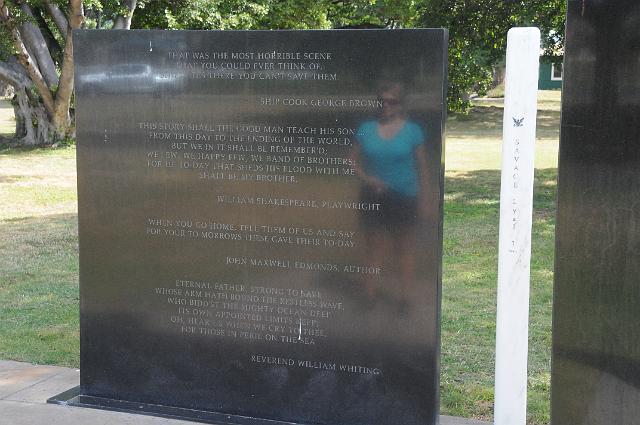 THAT WAS THE MOST HORRIBLE SCENE
THAT YOU COULD EVER THINK OF.
THERE YOU CAN'T SAVE THEM.
SHIP COOK GEORGE BROWN
THIS STORY SHALL THE GOOD MAN TEACH HIS SON ...
FROM THIS DAY TO THE ENDING OF THE WORLD,
BUT WE IN IT SHALL BE REMEMBER'D;
WE FEW, WE HAPPY FEW, WE BAND OF BROTHERS;
FOR HE TO-DAY THAT SHEDS HIS BLOOD WITH ME
SHALL BE MY BROTHER.
WILLIAM SHAKESPEARE, PLAYWRIGHT
WHEN YOU GO HOME, TELL THEM OF US AND SAY
FOR YOUR TO-MORROWS THESE GAVE THEIR TO-DAY
JOHN MAXWELL EDMONDS, AUTHOR
ETERNAL FATHER, STRONG TO SAVE,
WHOSE ARM HATH BOUND THE RESTLESS WAVE,
WHO BIDD'ST THE MIGHTY OCEAN DEEP
ITS OWN APPOINTED LIMITS KEEP;
OH, HEAR US WHEN WE CRY TO THEE,
FOR THOSE IN PERIL ON THE SEA
REVEREND WILLIAM WHITING
SAVAGE